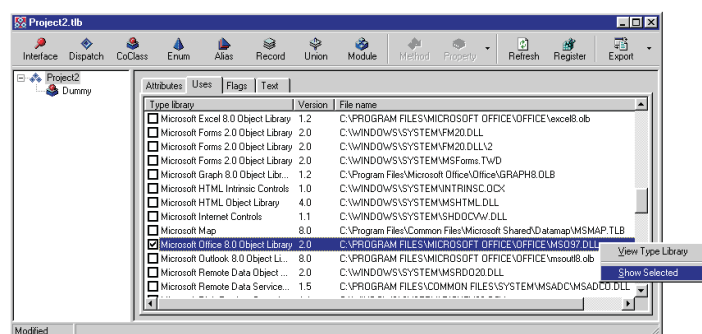 Project2.tlb
Interface Dispatch CoClass Enum Alias Record Union Module Method Property Refresh Register Export
Project2
Dummy
Attributes Uses Flags Text
Type library Version File name
Microsoft Excel 8.0 Object Library 1.2 C:\PROGRAM FILES\MICROSOFT OFFICE\OFFICE\excel8.olb
Microsoft Forms 2.0 Object Library 2.0 C:\WINDOWS\SYSTEM\FM20.DLL
Microsoft Forms 2.0 Object Library 2.0 C:\WINDOWS\SYSTEM\FM20.DLL\2
Microsoft Forms 2.0 Object Library 2.0 C:\WINDOWS\SYSTEM\MSForms.TWD
Microsoft Graph 8.0 Object Libr... 1.2 C:\Program Files\Microsoft Office\Office\GRAPH8.OLB
Microsoft HTML Intrinsic Controls 1.0 C:\WINDOWS\SYSTEM\INTRINSC.OCX
Microsoft HTML Object Library 4.0 C:\WINDOWS\SYSTEM\MSHTML.DLL
Microsoft Internet Controls 1.1 C:\WINDOWS\SYSTEM\SHDOCVW.DLL
Microsoft Map 8.0 C:\Program Files\Common Files\Microsoft Shared\Datamap\MSMAP.TLB
Microsoft Office 8.0 Object Library 2.0 C:\PROGRAM FILES\MICROSOFT OFFICE\OFFICE\MSO97.DLL
View Type Library
Microsoft Outlook 8.0 Object Li... 8.0 C:\PROGRAM FILES\MICROSOFT OFFICE\OFFICE\msoutl8.olb
Show Selected
Microsoft Remote Data Object ... 2.0 C:\WINDOWS\SYSTEM\MSRDO20.DLL
Microsoft Remote Data Service... 1.5 C:\PROGRAM FILES\COMMON FILES\SYSTEM\MSADC\MSADCO.DLL
Modified